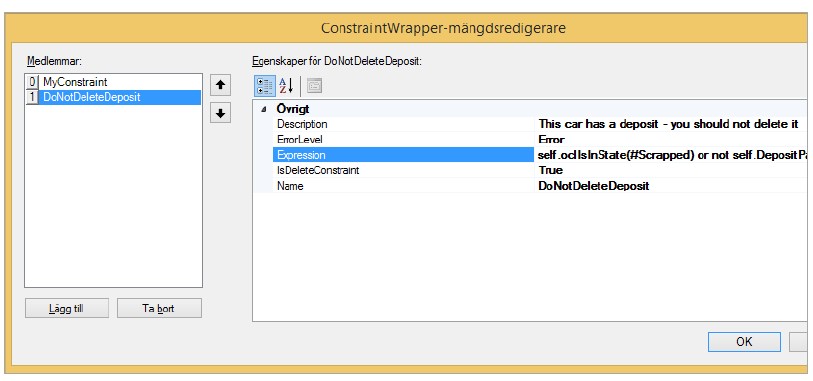 ConstraintWrapper-mängdsredigerare
Medlemmar:
0 MyConstraint
1 DoNotDeleteDeposit
Lägg till
Ta bort
Egenskaper för DoNotDeleteDeposit:
Övrigt
Description This car has a deposit - you should not delete it
ErrorLevel Error
Expression self.oclIsInState(#Scrapped) or not self.DepositPa
IsDeleteConstraint True
Name DoNotDeleteDeposit
OK